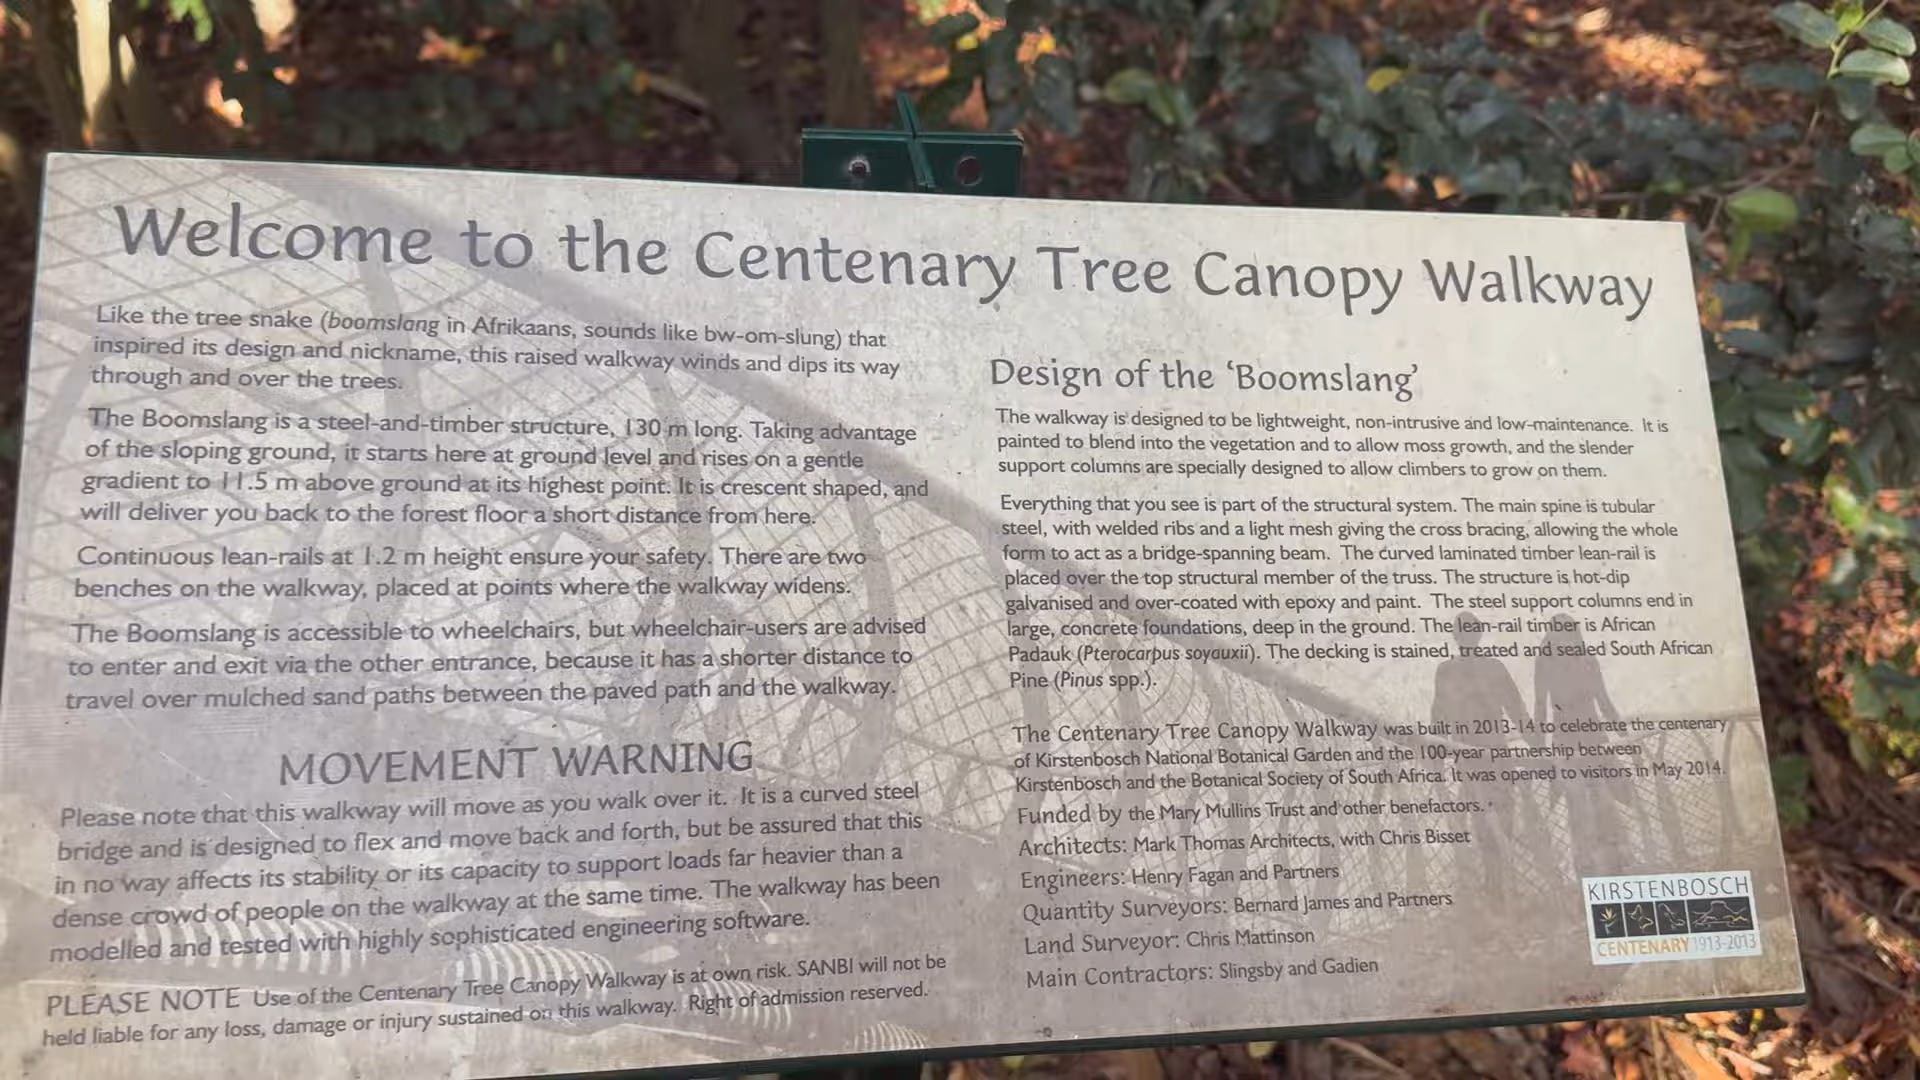 Welcome to the Centenary Tree Canopy Walkway
Like the tree snake (boomslang in Afrikaans, sounds like bw-om-slung) that
inspired its design and nickname, this raised walkway winds and dips its way
through and over the trees.
The Boomslang is a steel-and-timber structure, 130 m long. Taking advantage
of the sloping ground, it starts here at ground level and rises on a gentle
gradient to 11.5 m above ground at its highest point. It is crescent shaped, and
will deliver you back to the forest floor a short distance from here.
Continuous lean-rails at 1.2 m height ensure your safety. There are two
benches on the walkway, placed at points where the walkway widens.
The Boomslang is accessible to wheelchairs, but wheelchair-users are advised
to enter and exit via the other entrance, because it has a shorter distance to
travel over mulched sand paths between the paved path and the walkway.
MOVEMENT WARNING
Please note that this walkway will move as you walk over it. It is a curved steel
bridge and is designed to flex and move back and forth, but be assured that this
in no way affects its stability or its capacity to support loads far heavier than a
dense crowd of people on the walkway at the same time. The walkway has been
modelled and tested with highly sophisticated engineering software.
PLEASE NOTE Use of the Centenary Tree Canopy Walkway is at own risk. SANBI will not be
held liable for any loss, damage or injury sustained on this walkway. Right of admission reserved.
Design of the ‘Boomslang’
The walkway is designed to be lightweight, non-intrusive and low-maintenance. It is
painted to blend into the vegetation and to allow moss growth, and the slender
support columns are specially designed to allow climbers to grow on them.
Everything that you see is part of the structural system. The main spine is tubular
steel, with welded ribs and a light mesh giving the cross bracing, allowing the whole
form to act as a bridge-spanning beam. The curved laminated timber lean-rail is
placed over the top structural member of the truss. The structure is hot-dip
galvanised and over-coated with epoxy and paint. The steel support columns end in
large, concrete foundations, deep in the ground. The lean-rail timber is African
Padauk (Pterocarpus soyauxii). The decking is stained, treated and sealed South African
Pine (Pinus spp.).
The Centenary Tree Canopy Walkway was built in 2013-14 to celebrate the centenary
of Kirstenbosch National Botanical Garden and the 100-year partnership between
Kirstenbosch and the Botanical Society of South Africa. It was opened to visitors in May 2014.
Funded by the Mary Mullins Trust and other benefactors.
Architects: Mark Thomas Architects, with Chris Bisset
Engineers: Henry Fagan and Partners
Quantity Surveyors: Bernard James and Partners
Land Surveyor: Chris Mattinson
Main Contractors: Slingsby and Gadien
KIRSTENBOSCH
CENTENARY 1913-2013